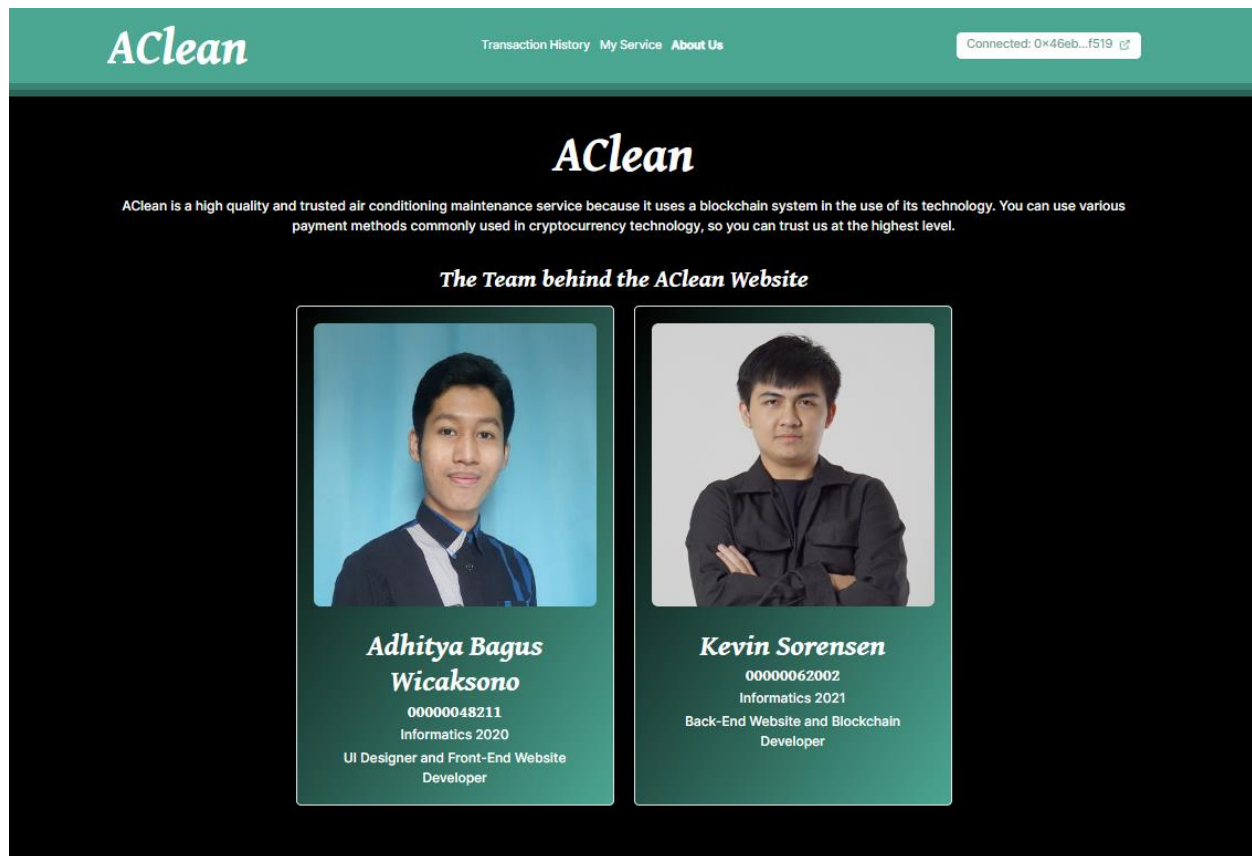 AClean
Transaction History My Service About Us
Connected: 0×46eb...f519
AClean
AClean is a high quality and trusted air conditioning maintenance service because it uses a blockchain system in the use of its technology. You can use various
payment methods commonly used in cryptocurrency technology, so you can trust us at the highest level.
The Team behind the AClean Website
Adhitya Bagus
Wicaksono
00000048211
Informatics 2020
UI Designer and Front-End Website
Developer
Kevin Sorensen
00000062002
Informatics 2021
Back-End Website and Blockchain
Developer